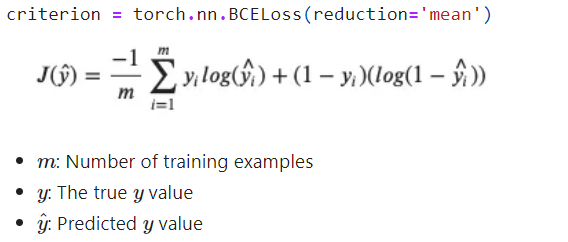 criterion = torch.nn.BCELoss(reduction='mean')
J(ŷ) = −1/m ∑_{i=1}^{m} y_i log(ŷ_i) + (1 − y_i)(log(1 − ŷ_i))
• m: Number of training examples
• y: The true y value
• ŷ: Predicted y value